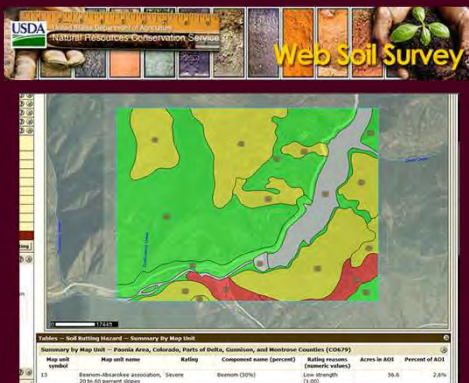 USDA
United States Department of Agriculture
Natural Resources Conservation Service
Web Soil Survey
Tables — Soil Rutting Hazard — Summary By Map Unit
Summary by Map Unit — Paonia Area, Colorado, Parts of Delta, Gunnison, and Montrose Counties (CO679)
Map unit symbol Map unit name Rating Component name (percent) Rating reasons (numeric values) Acres in AOI Percent of AOI
13 Beenom-Absarokee association, 20 to 60 percent slopes Severe Beenom (50%) Low strength (1.00) 56.6 2.6%